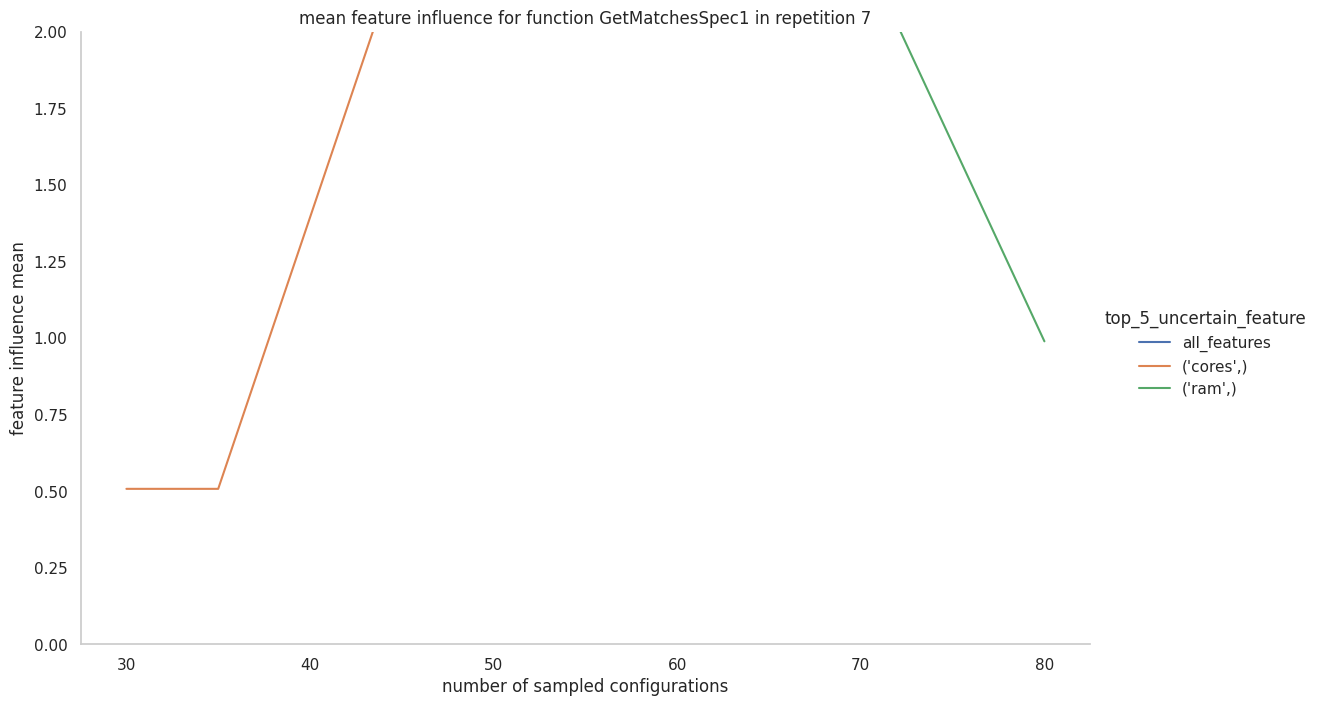 mean feature influence for function GetMatchesSpec1 in repetition 7
2.00
1.75
1.50
1.25
1.00
0.75
0.50
0.25
0.00
feature influence mean
30 40 50 60 70 80
number of sampled configurations
top_5_uncertain_feature
all_features
('cores',)
('ram',)